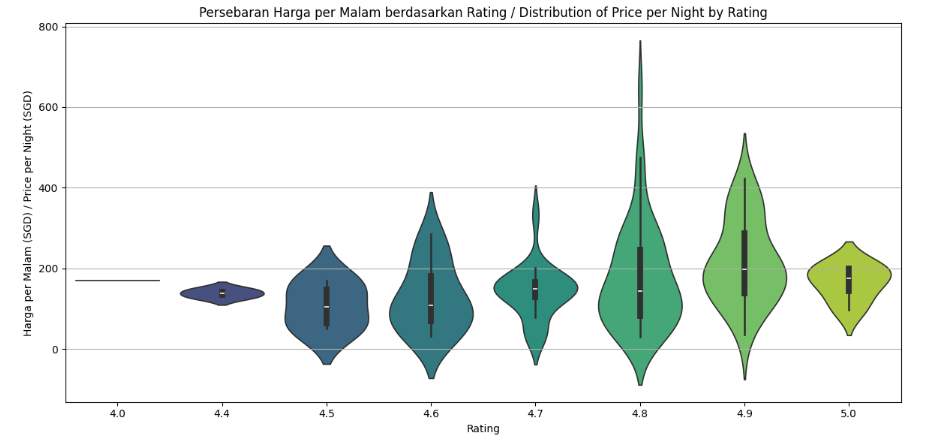 Persebaran Harga per Malam berdasarkan Rating / Distribution of Price per Night by Rating
Harga per Malam (SGD) / Price per Night (SGD)
800
600
400
200
0
4.0 4.4 4.5 4.6 4.7 4.8 4.9 5.0
Rating